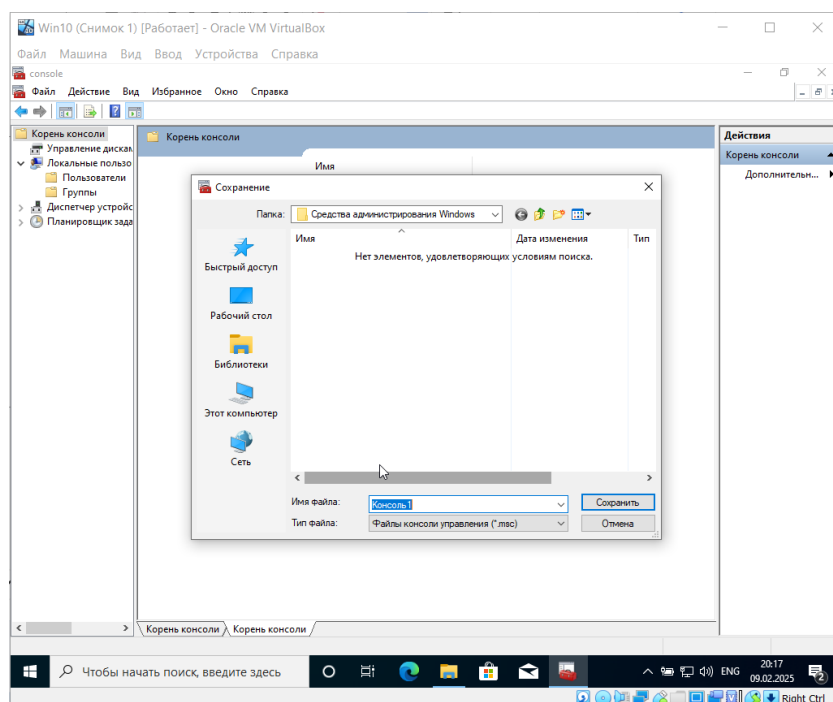 Win10 (Снимок 1) [Работает] - Oracle VM VirtualBox
Файл Машина Вид Ввод Устройства Справка
console
Файл Действие Вид Избранное Окно Справка
Корень консоли
Управление дискам
Локальные пользо
Пользователи
Группы
Диспетчер устройс
Планировщик зада
Корень консоли
Имя
Действия
Корень консоли
Дополнительн...
Сохранение
Папка: Средства администрирования Windows
Имя Дата изменения Тип
Нет элементов, удовлетворяющих условиям поиска.
Быстрый доступ
Рабочий стол
Библиотеки
Этот компьютер
Сеть
Имя файла: Консоль1 Сохранить
Тип файла: Файлы консоли управления (*.msc) Отмена
Корень консоли Корень консоли
Чтобы начать поиск, введите здесь
ENG
20:17
09.02.2025
2
Right Ctrl